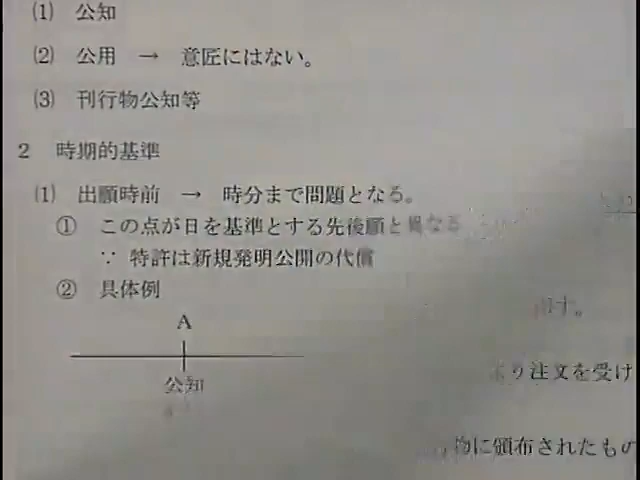 (1) 公知
(2) 公用 → 意匠にはない。
(3) 刊行物公知等
2 時期的基準
(1) 出願時前 → 時分まで問題となる。
① この点が日を基準とする先後願と異なる
∵ 特許は新規発明公開の代償
② 具体例
す。
A
り注文を受け
公知
物に頒布されたもの